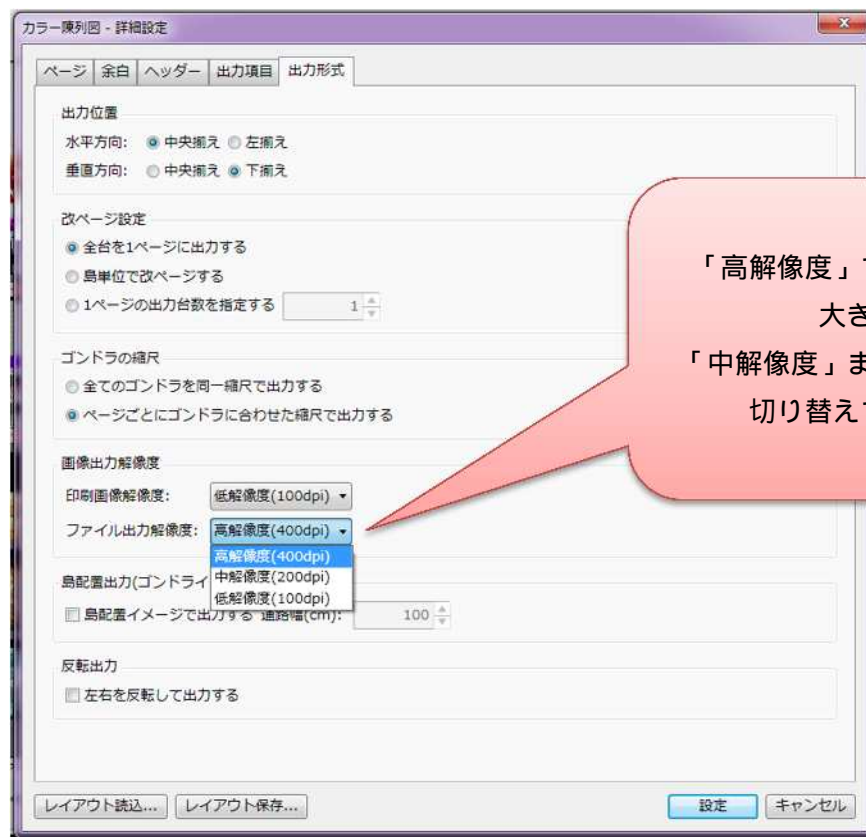 カラー陳列図 - 詳細設定
ページ 余白 ヘッダー 出力項目 出力形式
出力位置
水平方向: 中央揃え 左揃え
垂直方向: 中央揃え 下揃え
改ページ設定
全台を1ページに出力する
島単位で改ページする
1ページの出力台数を指定する 1
「高解像度」
大き
「中解像度」ま
切り替え
ゴンドラの縮尺
全てのゴンドラを同一縮尺で出力する
ページごとにゴンドラに合わせた縮尺で出力する
画像出力解像度
印刷画像解像度: 低解像度(100dpi)
ファイル出力解像度: 高解像度(400dpi)
高解像度(400dpi)
中解像度(200dpi)
低解像度(100dpi)
島配置出力(ゴンドライ
島配置イメージで出力する 通路幅(cm): 100
反転出力
左右を反転して出力する
レイアウト読込... レイアウト保存... 設定 キャンセル